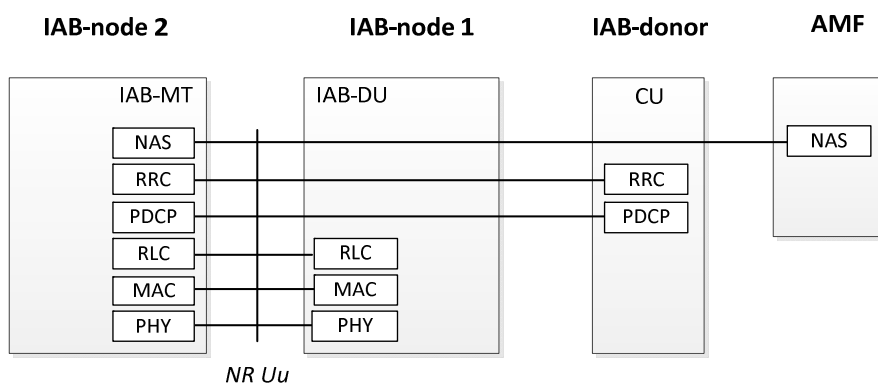 IAB-node 2 IAB-node 1 IAB-donor AMF
IAB-MT IAB-DU CU
NAS NAS
RRC RRC
PDCP PDCP
RLC RLC
MAC MAC
PHY PHY
NR Uu